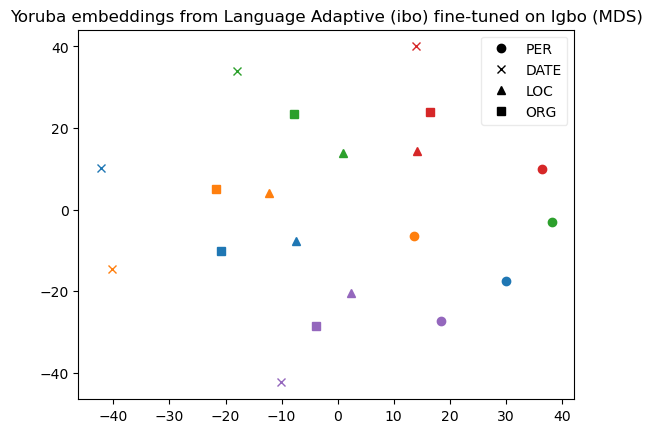 Yoruba embeddings from Language Adaptive (ibo) fine-tuned on Igbo (MDS)
PER
DATE
LOC
ORG
40
20
0
−20
−40
−40 −30 −20 −10 0 10 20 30 40